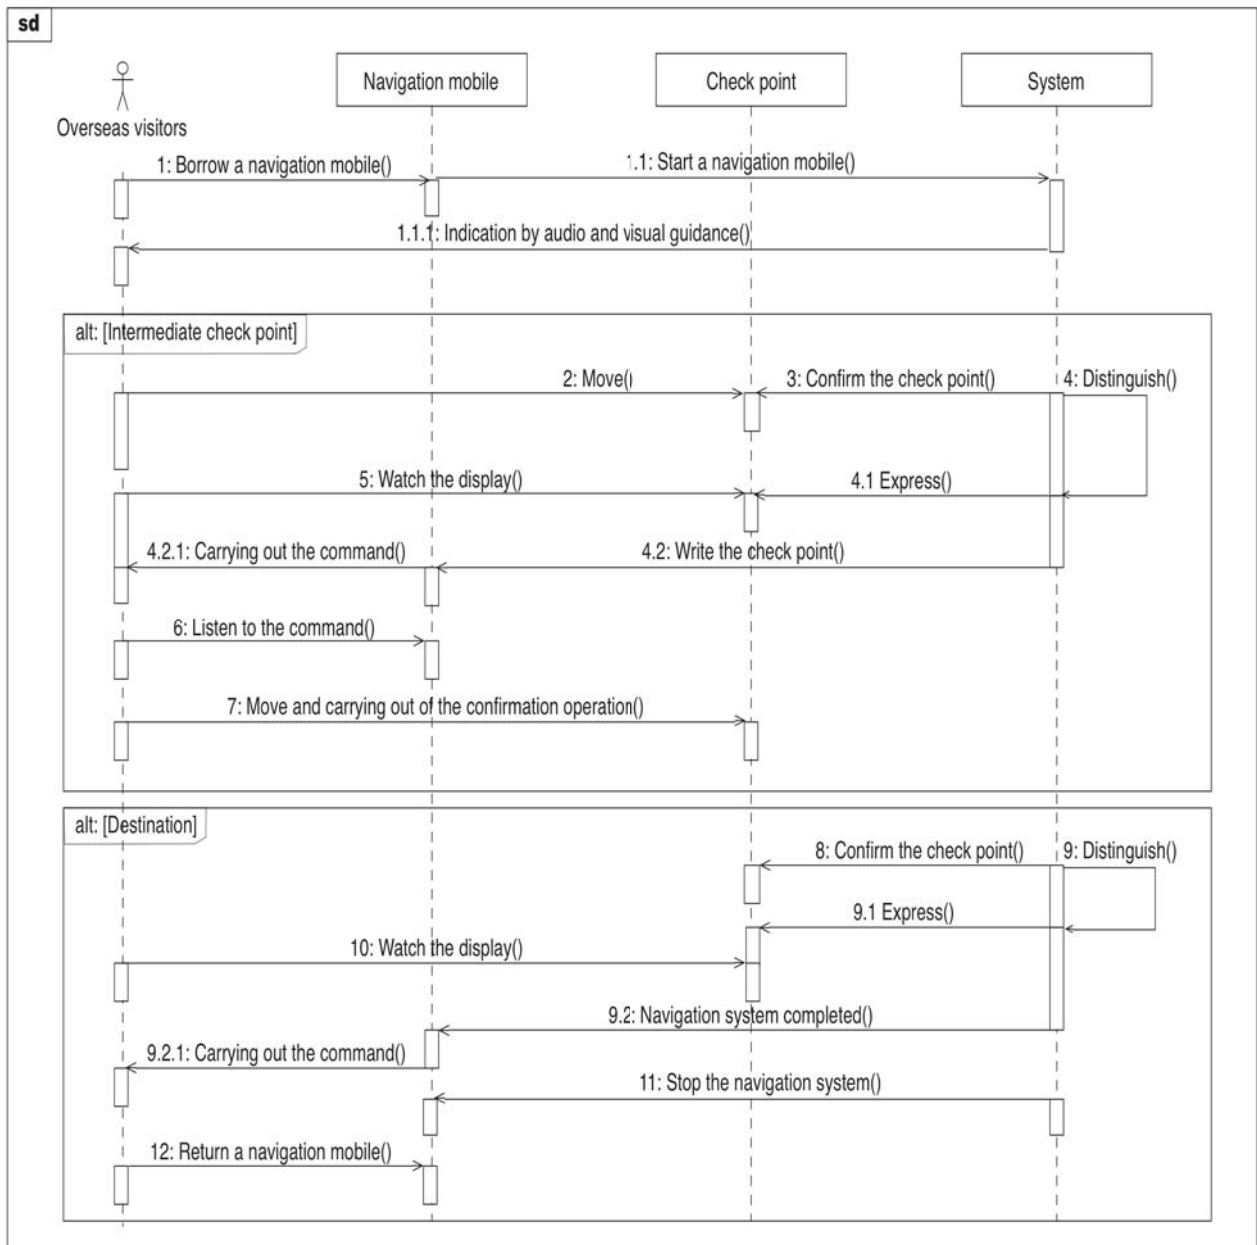 sd
Overseas visitors
Navigation mobile
Check point
System
1: Borrow a navigation mobile()
1.1: Start a navigation mobile()
1.1.1: Indication by audio and visual guidance()
alt: [Intermediate check point]
2: Move()
3: Confirm the check point()
4: Distinguish()
5: Watch the display()
4.1 Express()
4.2.1: Carrying out the command()
4.2: Write the check point()
6: Listen to the command()
7: Move and carrying out of the confirmation operation()
alt: [Destination]
8: Confirm the check point()
9: Distinguish()
9.1 Express()
10: Watch the display()
9.2: Navigation system completed()
9.2.1: Carrying out the command()
11: Stop the navigation system()
12: Return a navigation mobile()